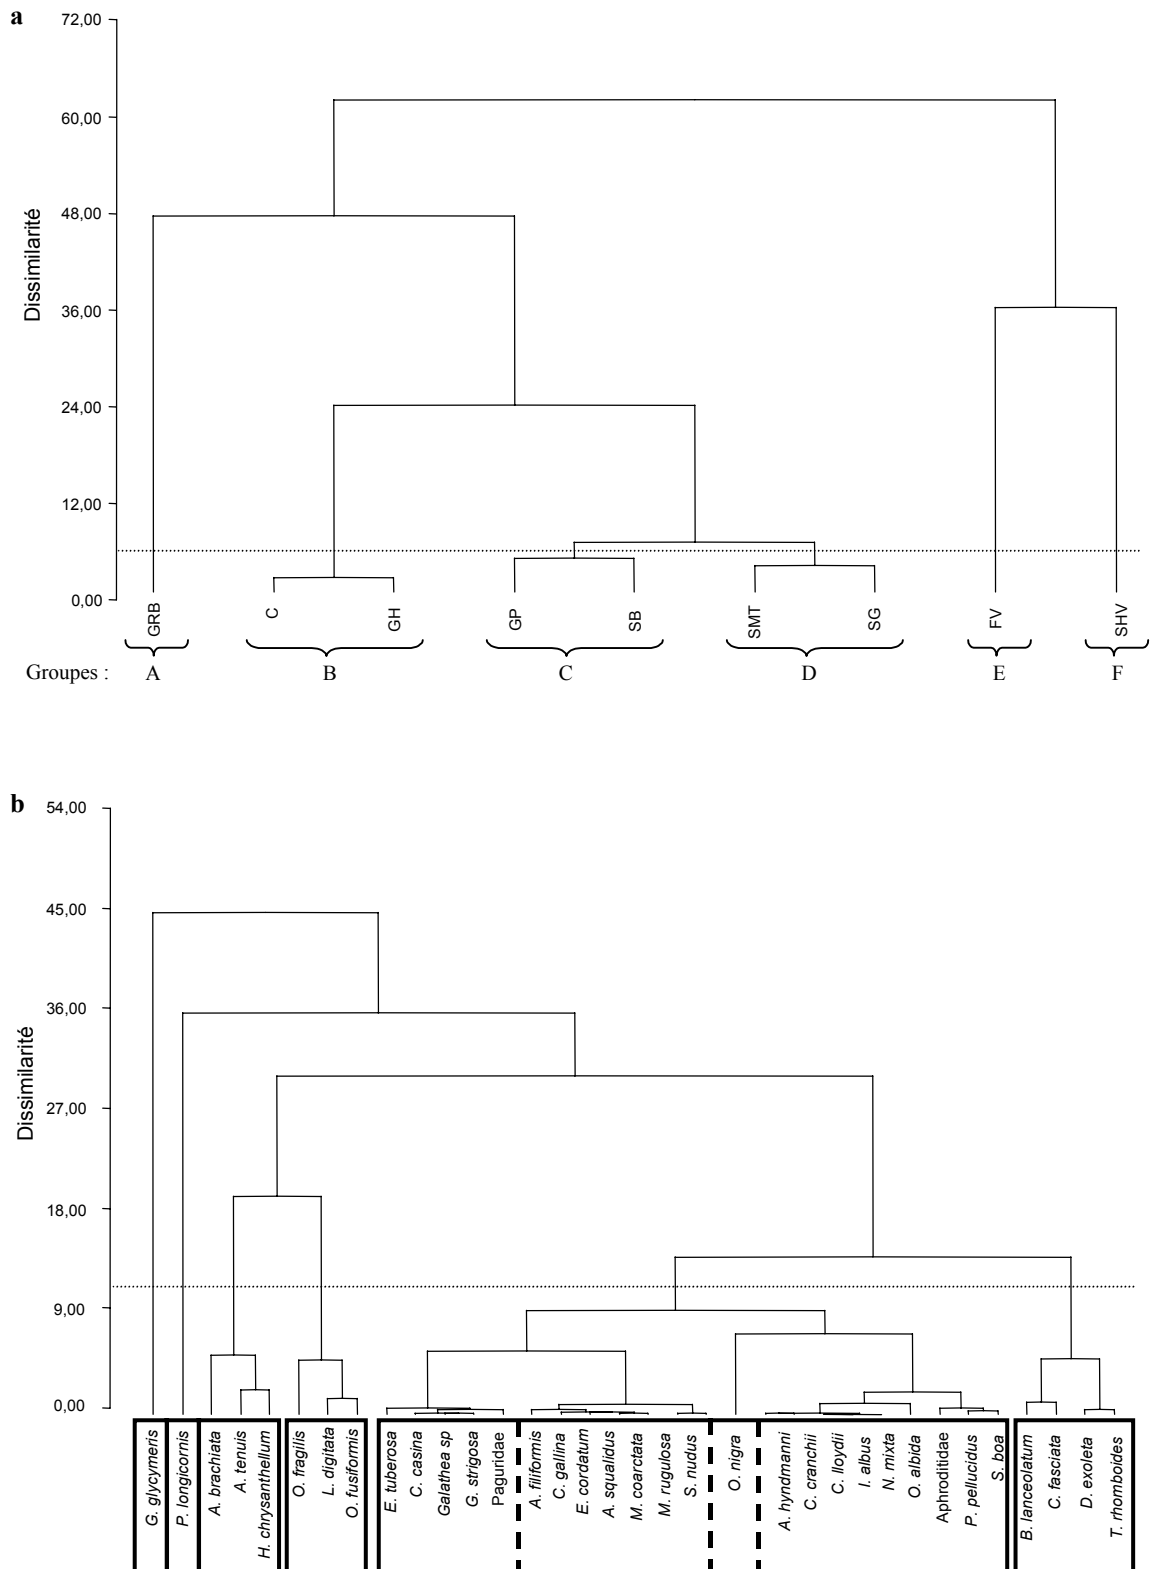 a
72,00
60,00
48,00
36,00
24,00
12,00
0,00
Dissimilarité
GRB
C
GH
GP
SB
SMT
SG
FV
SHV
Groupes : A B C D E F
b
54,00
45,00
36,00
27,00
18,00
9,00
0,00
Dissimilarité
G. glycymeris
P. longicornis
A. brachiata
A. tenuis
H. chrysanthellum
O. fragilis
L. digitata
O. fusiformis
E. tuberosa
C. casina
Galathea sp
G. strigosa
Paguridae
A. filiformis
C. gallina
E. cordatum
A. squalidus
M. coarctata
M. rugulosa
S. nudus
O. nigra
A. hyndmanni
C. cranchii
C. lloydii
I. albus
N. mixta
O. albida
Aphroditidae
P. pellucidus
S. boa
B. lanceolatum
C. fasciata
D. exoleta
T. rhomboides